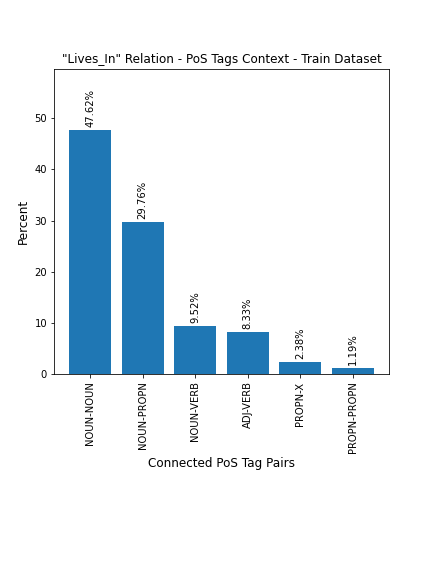 "Lives_In" Relation - PoS Tags Context - Train Dataset
50
40
30
20
10
0
Percent
47.62%
29.76%
9.52%
8.33%
2.38%
1.19%
NOUN-NOUN
NOUN-PROPN
NOUN-VERB
ADJ-VERB
PROPN-X
PROPN-PROPN
Connected PoS Tag Pairs